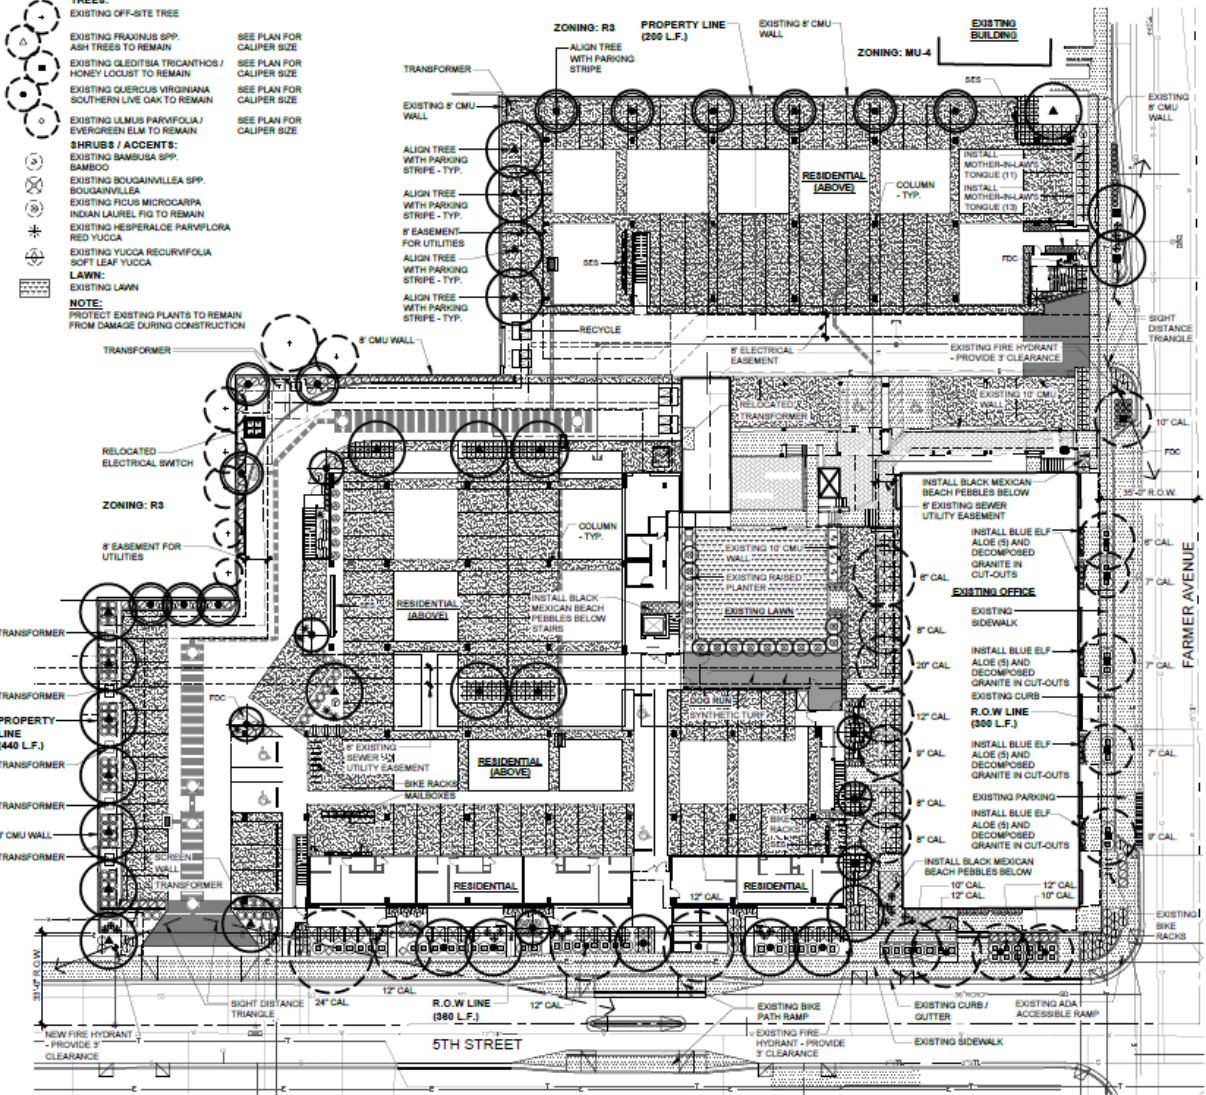 TREES:
EXISTING OFF-SITE TREE
EXISTING FRAXINUS SPP.
ASH TREES TO REMAIN
SEE PLAN FOR
CALIPER SIZE
EXISTING GLEDITSIA TRICANTHOS /
HONEY LOCUST TO REMAIN
SEE PLAN FOR
CALIPER SIZE
EXISTING QUERCUS VIRGINIANA
SOUTHERN LIVE OAK TO REMAIN
SEE PLAN FOR
CALIPER SIZE
EXISTING ULMUS PARVIFOLIA /
EVERGREEN ELM TO REMAIN
SEE PLAN FOR
CALIPER SIZE
SHRUBS / ACCENTS:
EXISTING BAMBUSA SPP.
BAMBOO
EXISTING BOUGAINVILLEA SPP.
BOUGAINVILLEA
EXISTING FICUS MICROCARPA
INDIAN LAUREL FIG TO REMAIN
EXISTING HESPERALOE PARVIFLORA
RED YUCCA
EXISTING YUCCA RECURVIFOLIA
SOFT LEAF YUCCA
LAWN:
EXISTING LAWN
NOTE:
PROTECT EXISTING PLANTS TO REMAIN
FROM DAMAGE DURING CONSTRUCTION
ZONING: R3
PROPERTY LINE
(200 L.F.)
EXISTING 8' CMU
WALL
EXISTING
BUILDING
ZONING: MU-4
ALIGN TREE
WITH PARKING
STRIPE
TRANSFORMER
SES
EXISTING 8' CMU
WALL
EXISTING
8' CMU
WALL
ALIGN TREE
WITH PARKING
STRIPE - TYP.
ALIGN TREE
WITH PARKING
STRIPE - TYP.
8' EASEMENT
FOR UTILITIES
ALIGN TREE
WITH PARKING
STRIPE - TYP.
ALIGN TREE
WITH PARKING
STRIPE - TYP.
RESIDENTIAL
(ABOVE)
COLUMN
- TYP.
INSTALL
MOTHER-IN-LAW'S
TONGUE (11)
INSTALL
MOTHER-IN-LAW'S
TONGUE (13)
SES
FDC
SIGHT
DISTANCE
TRIANGLE
RECYCLE
8' CMU WALL
TRANSFORMER
8' ELECTRICAL
EASEMENT
EXISTING FIRE HYDRANT
- PROVIDE 3' CLEARANCE
EXISTING 10' CMU
WALL
RELOCATED
TRANSFORMER
10" CAL.
FDC
RELOCATED
ELECTRICAL SWITCH
INSTALL BLACK MEXICAN
BEACH PEBBLES BELOW
35'-0" R.O.W.
ZONING: R3
6' EXISTING SEWER
UTILITY EASEMENT
COLUMN
- TYP.
INSTALL BLUE ELF
ALOE (5) AND
DECOMPOSED
GRANITE IN
CUT-OUTS
6" CAL.
8' EASEMENT FOR
UTILITIES
EXISTING 10' CMU
WALL
EXISTING RAISED
PLANTER
6" CAL.
7" CAL.
EXISTING OFFICE
FARMER AVENUE
SES
RESIDENTIAL
(ABOVE)
INSTALL BLACK
MEXICAN BEACH
PEBBLES BELOW
STAIRS
EXISTING LAWN
EXISTING
SIDEWALK
TRANSFORMER
8" CAL.
20" CAL.
INSTALL BLUE ELF
ALOE (5) AND
DECOMPOSED
GRANITE IN CUT-OUTS
7" CAL.
TRANSFORMER
FDC
DOG RUN
SYNTHETIC TURF
EXISTING CURB
R.O.W LINE
(300 L.F.)
12" CAL.
PROPERTY
LINE
(440 L.F.)
TRANSFORMER
6' EXISTING
SEWER
UTILITY EASEMENT
RESIDENTIAL
(ABOVE)
9" CAL.
INSTALL BLUE ELF
ALOE (5) AND
DECOMPOSED
GRANITE IN CUT-OUTS
7" CAL.
BIKE RACKS
MAILBOXES
SES
TRANSFORMER
8" CAL.
EXISTING PARKING
8' CMU WALL
BIKE
RACKS
SES
8" CAL.
INSTALL BLUE ELF
ALOE (5) AND
DECOMPOSED
GRANITE IN CUT-OUTS
9" CAL.
TRANSFORMER
SCREEN
WALL
TRANSFORMER
INSTALL BLACK MEXICAN
BEACH PEBBLES BELOW
RESIDENTIAL
12" CAL.
RESIDENTIAL
10" CAL.
12" CAL.
12" CAL.
10" CAL.
EXISTING
BIKE
RACKS
33'-0" R.O.W.
SIGHT DISTANCE
TRIANGLE
24" CAL.
12" CAL.
R.O.W LINE
(360 L.F.)
12" CAL.
EXISTING BIKE
PATH RAMP
EXISTING CURB /
GUTTER
EXISTING ADA
ACCESSIBLE RAMP
NEW FIRE HYDRANT
- PROVIDE 3'
CLEARANCE
5TH STREET
EXISTING FIRE
HYDRANT - PROVIDE
3' CLEARANCE
EXISTING SIDEWALK